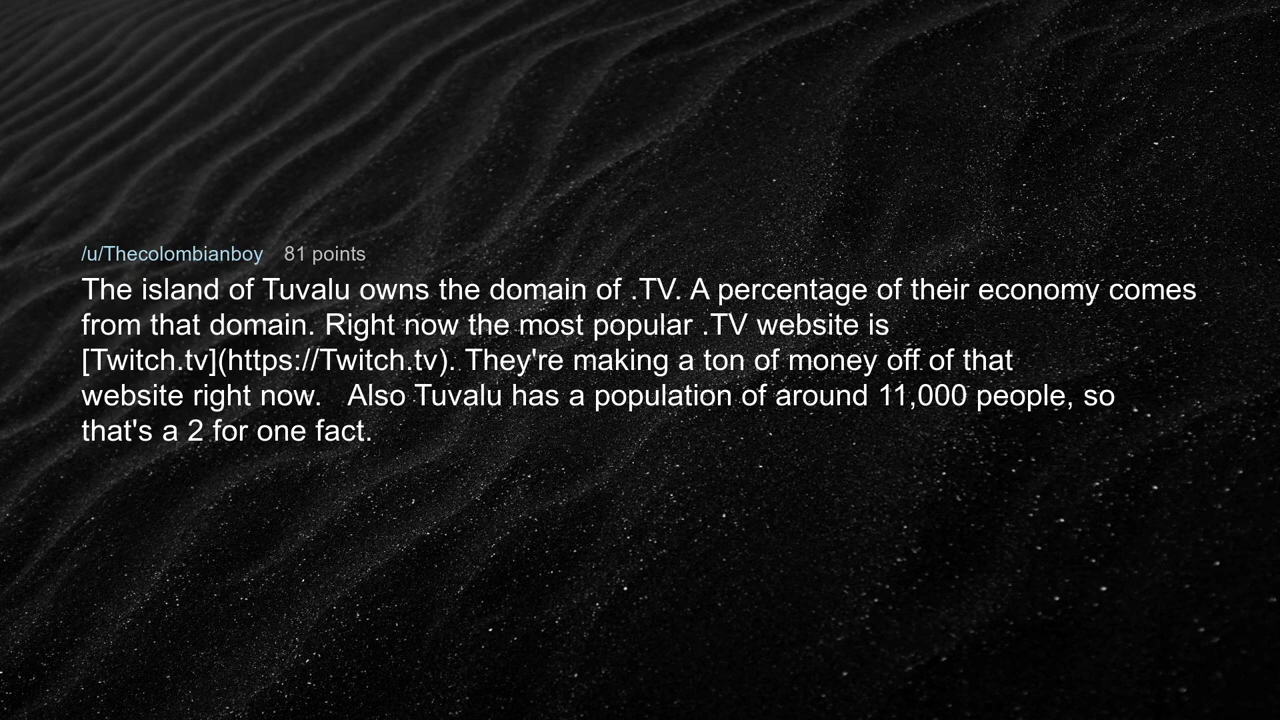 /u/Thecolombianboy 81 points
The island of Tuvalu owns the domain of .TV. A percentage of their economy comes
from that domain. Right now the most popular .TV website is
[Twitch.tv](https://Twitch.tv). They're making a ton of money off of that
website right now.   Also Tuvalu has a population of around 11,000 people, so
that's a 2 for one fact.